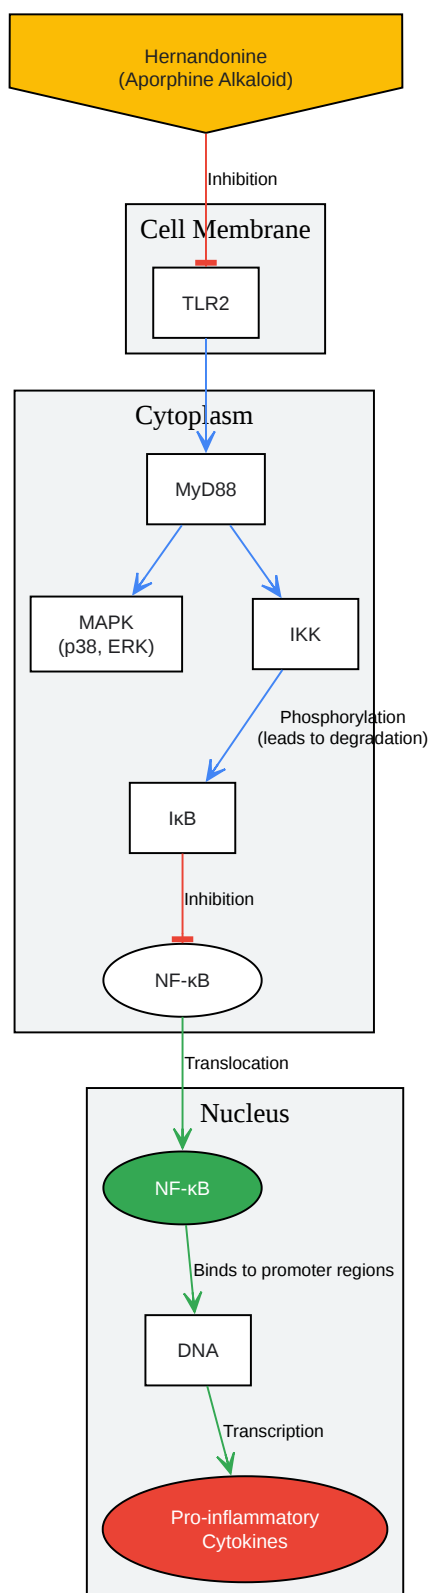 Hernandonine
(Aporphine Alkaloid)
Inhibition
Cell Membrane
TLR2
Cytoplasm
MyD88
MAPK
(p38, ERK)
IKK
Phosphorylation
(leads to degradation)
IκB
Inhibition
NF-κB
Translocation
Nucleus
NF-κB
Binds to promoter regions
DNA
Transcription
Pro-inflammatory
Cytokines